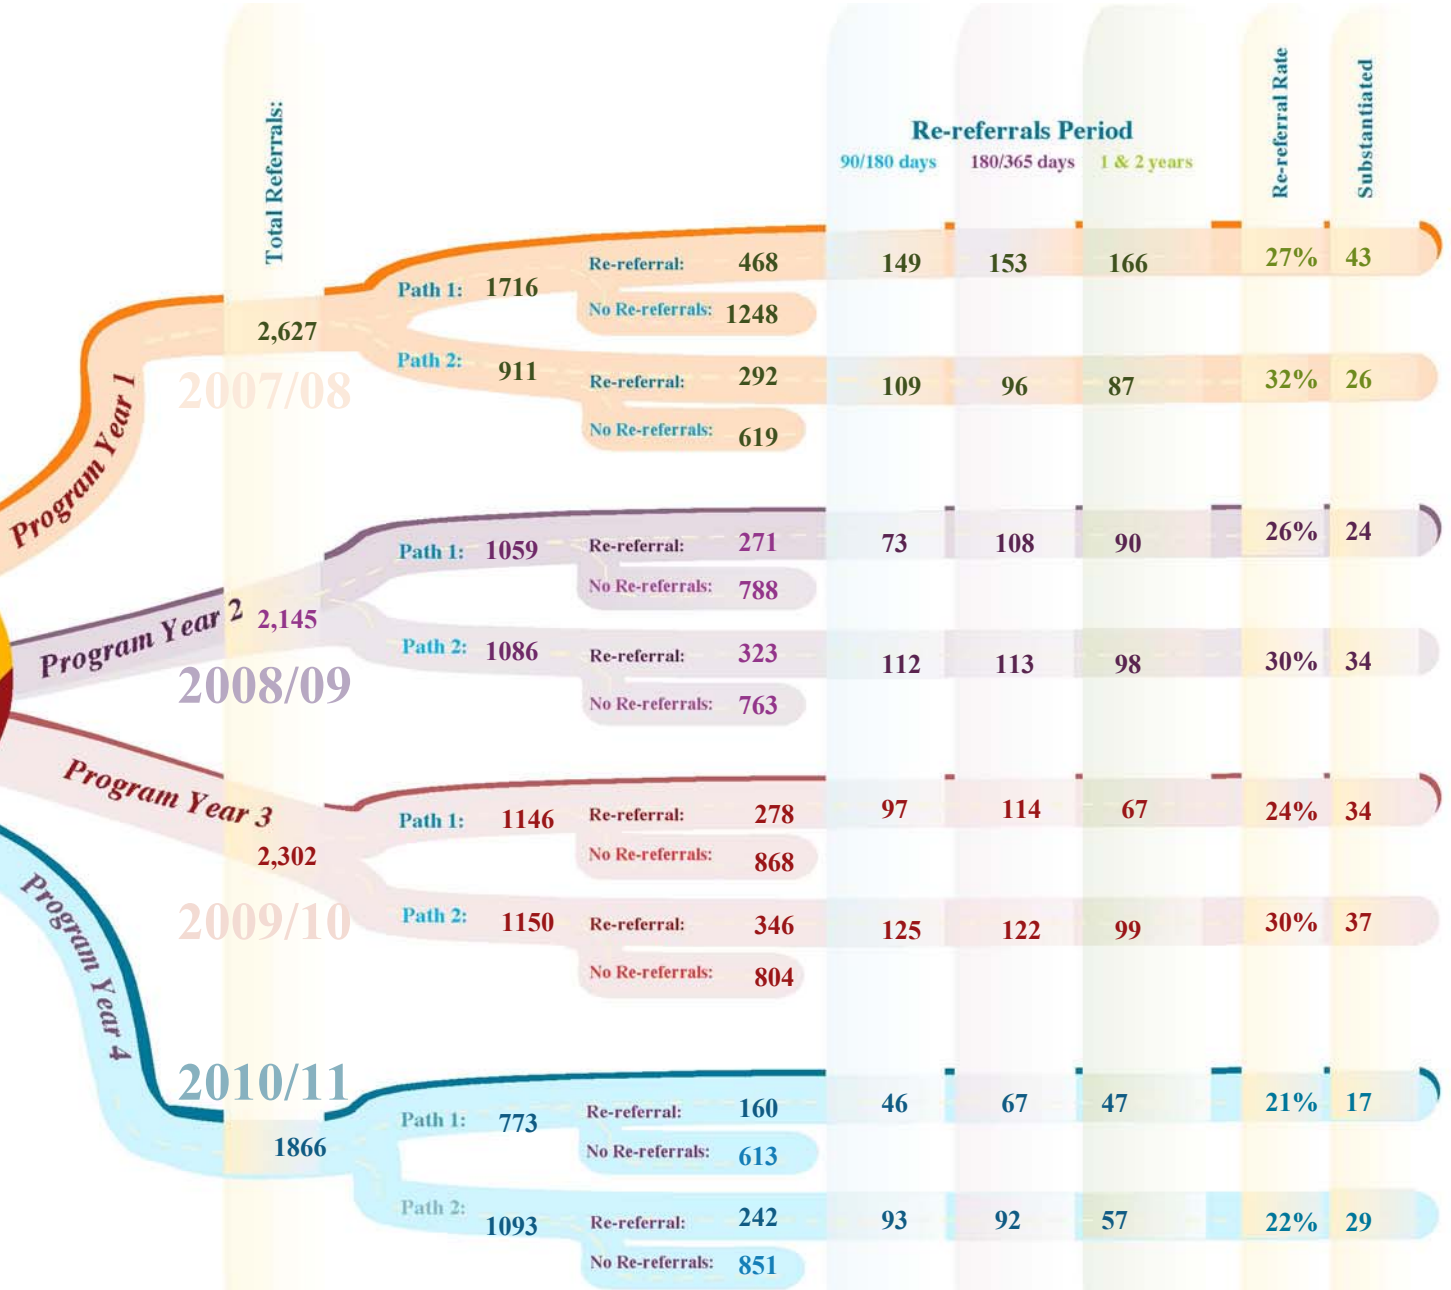 Total Referrals:
Re-referrals Period
90/180 days 180/365 days 1 & 2 years
Re-referral Rate
Substantiated
Program Year 1
2007/08
2,627
Path 1: 1716
Re-referral: 468 149 153 166 27% 43
No Re-referrals: 1248
Path 2: 911
Re-referral: 292 109 96 87 32% 26
No Re-referrals: 619
Program Year 2
2,145
2008/09
Path 1: 1059
Re-referral: 271 73 108 90 26% 24
No Re-referrals: 788
Path 2: 1086
Re-referral: 323 112 113 98 30% 34
No Re-referrals: 763
Program Year 3
2,302
2009/10
Path 1: 1146
Re-referral: 278 97 114 67 24% 34
No Re-referrals: 868
Path 2: 1150
Re-referral: 346 125 122 99 30% 37
No Re-referrals: 804
Program Year 4
2010/11
1866
Path 1: 773
Re-referral: 160 46 67 47 21% 17
No Re-referrals: 613
Path 2: 1093
Re-referral: 242 93 92 57 22% 29
No Re-referrals: 851